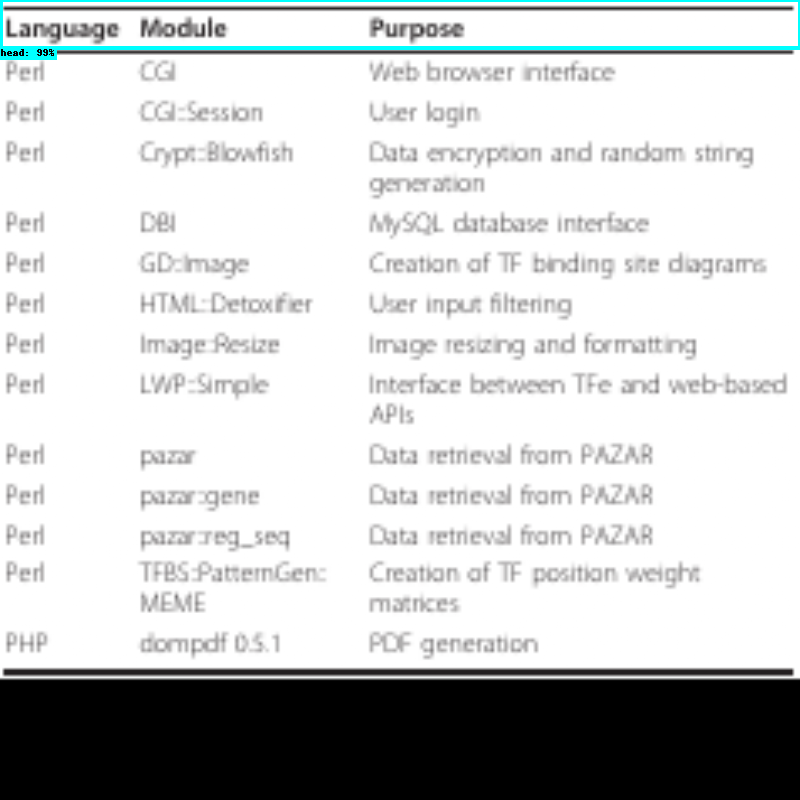 Language Module Purpose
head: 99%
Perl CGI Web browser interface
Perl CGI::Session User login
Perl Crypt::Blowfish Data encryption and random string
generation
Perl DBI MySQL database interface
Perl GD::Image Creation of TF binding site diagrams
Perl HTML::Detoxifier User input filtering
Perl Image::Resize Image resizing and formatting
Perl LWP::Simple Interface between TFe and web-based
APIs
Perl pazar Data retrieval from PAZAR
Perl pazar::gene Data retrieval from PAZAR
Perl pazar::reg_seq Data retrieval from PAZAR
Perl TFBS::PatternGen:: Creation of TF position weight
MEME matrices
PHP dompdf 0.5.1 PDF generation